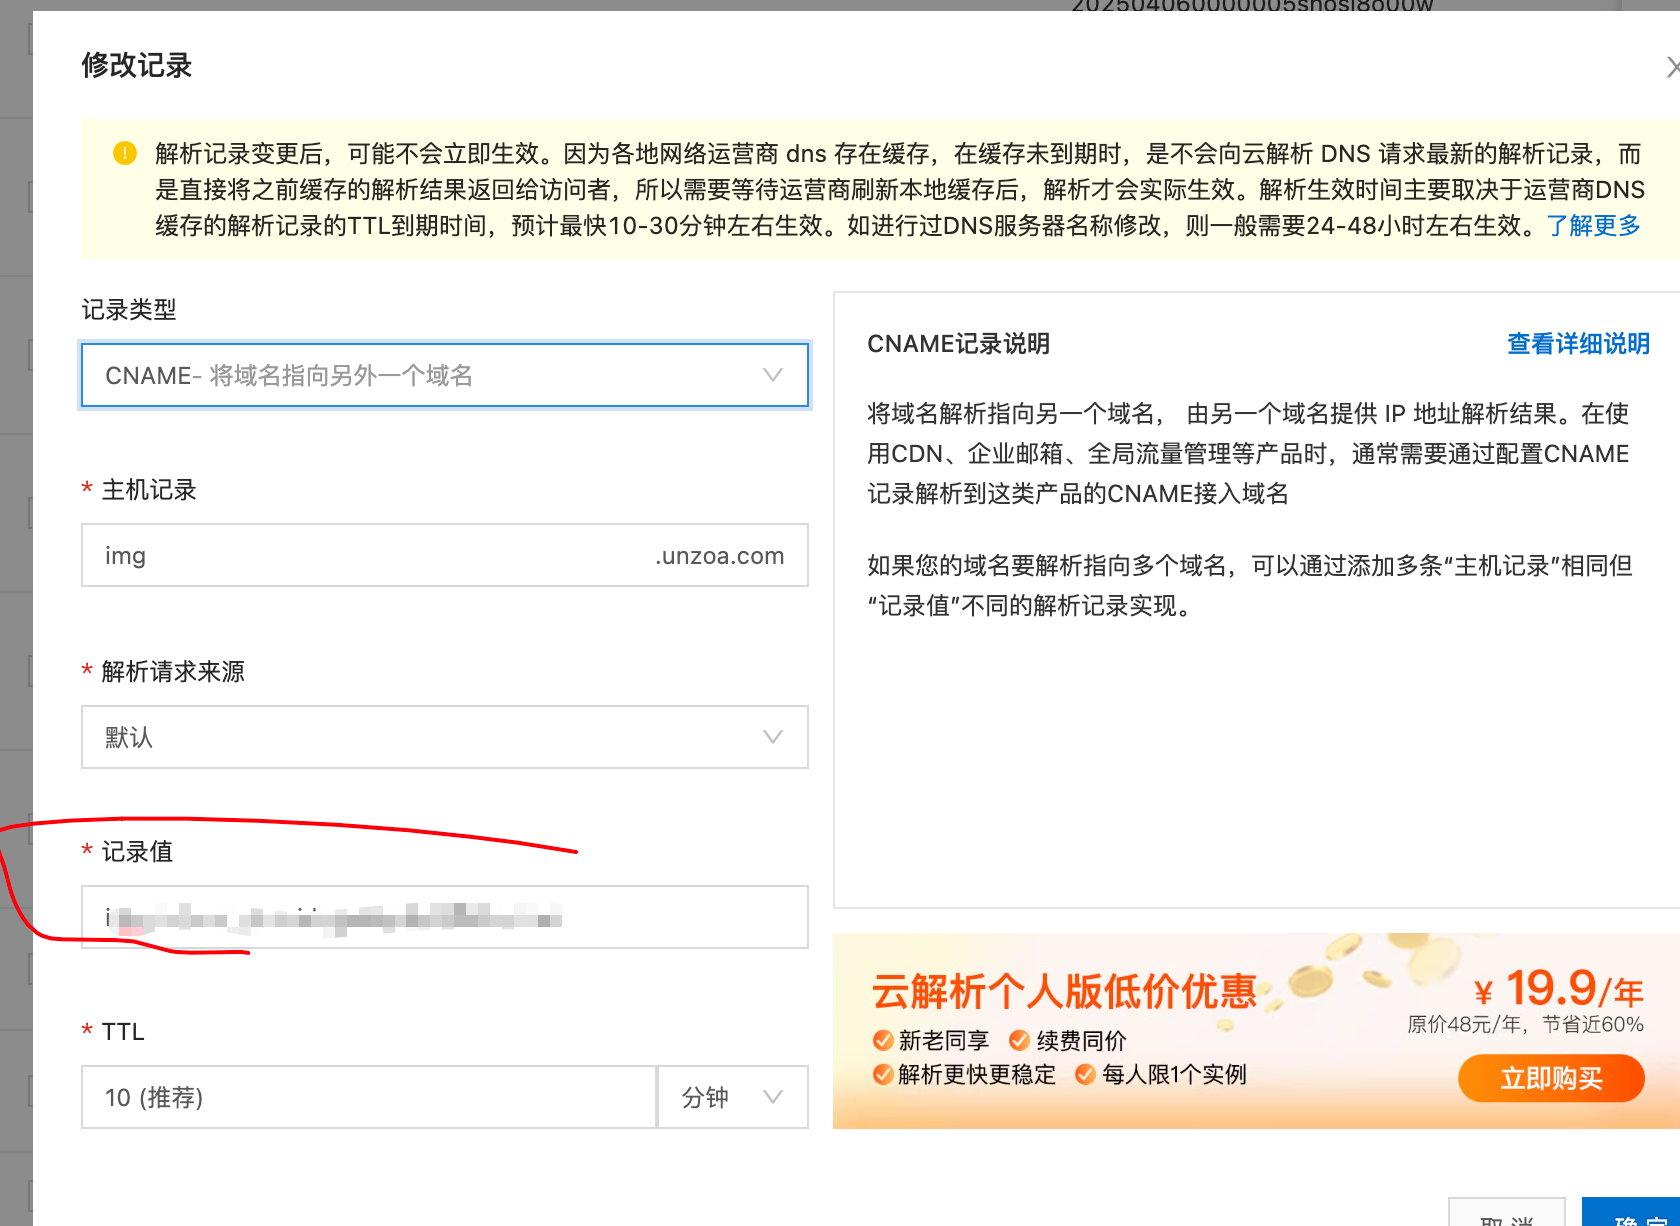 修改记录
解析记录变更后，可能不会立即生效。因为各地网络运营商 dns 存在缓存，在缓存未到期时，是不会向云解析 DNS 请求最新的解析记录，而
是直接将之前缓存的解析结果返回给访问者，所以需要等待运营商刷新本地缓存后，解析才会实际生效。解析生效时间主要取决于运营商DNS
缓存的解析记录的TTL到期时间，预计最快10-30分钟左右生效。如进行过DNS服务器名称修改，则一般需要24-48小时左右生效。了解更多
记录类型
CNAME- 将域名指向另外一个域名
* 主机记录
img .unzoa.com
* 解析请求来源
默认
* 记录值
* TTL
10 (推荐) 分钟
CNAME记录说明 查看详细说明
将域名解析指向另一个域名， 由另一个域名提供 IP 地址解析结果。在使
用CDN、企业邮箱、全局流量管理等产品时，通常需要通过配置CNAME
记录解析到这类产品的CNAME接入域名
如果您的域名要解析指向多个域名，可以通过添加多条“主机记录”相同但
“记录值”不同的解析记录实现。
云解析个人版低价优惠
新老同享 续费同价
解析更快更稳定 每人限1个实例
¥ 19.9/年
原价48元/年，节省近60%
立即购买
取 消 确 定